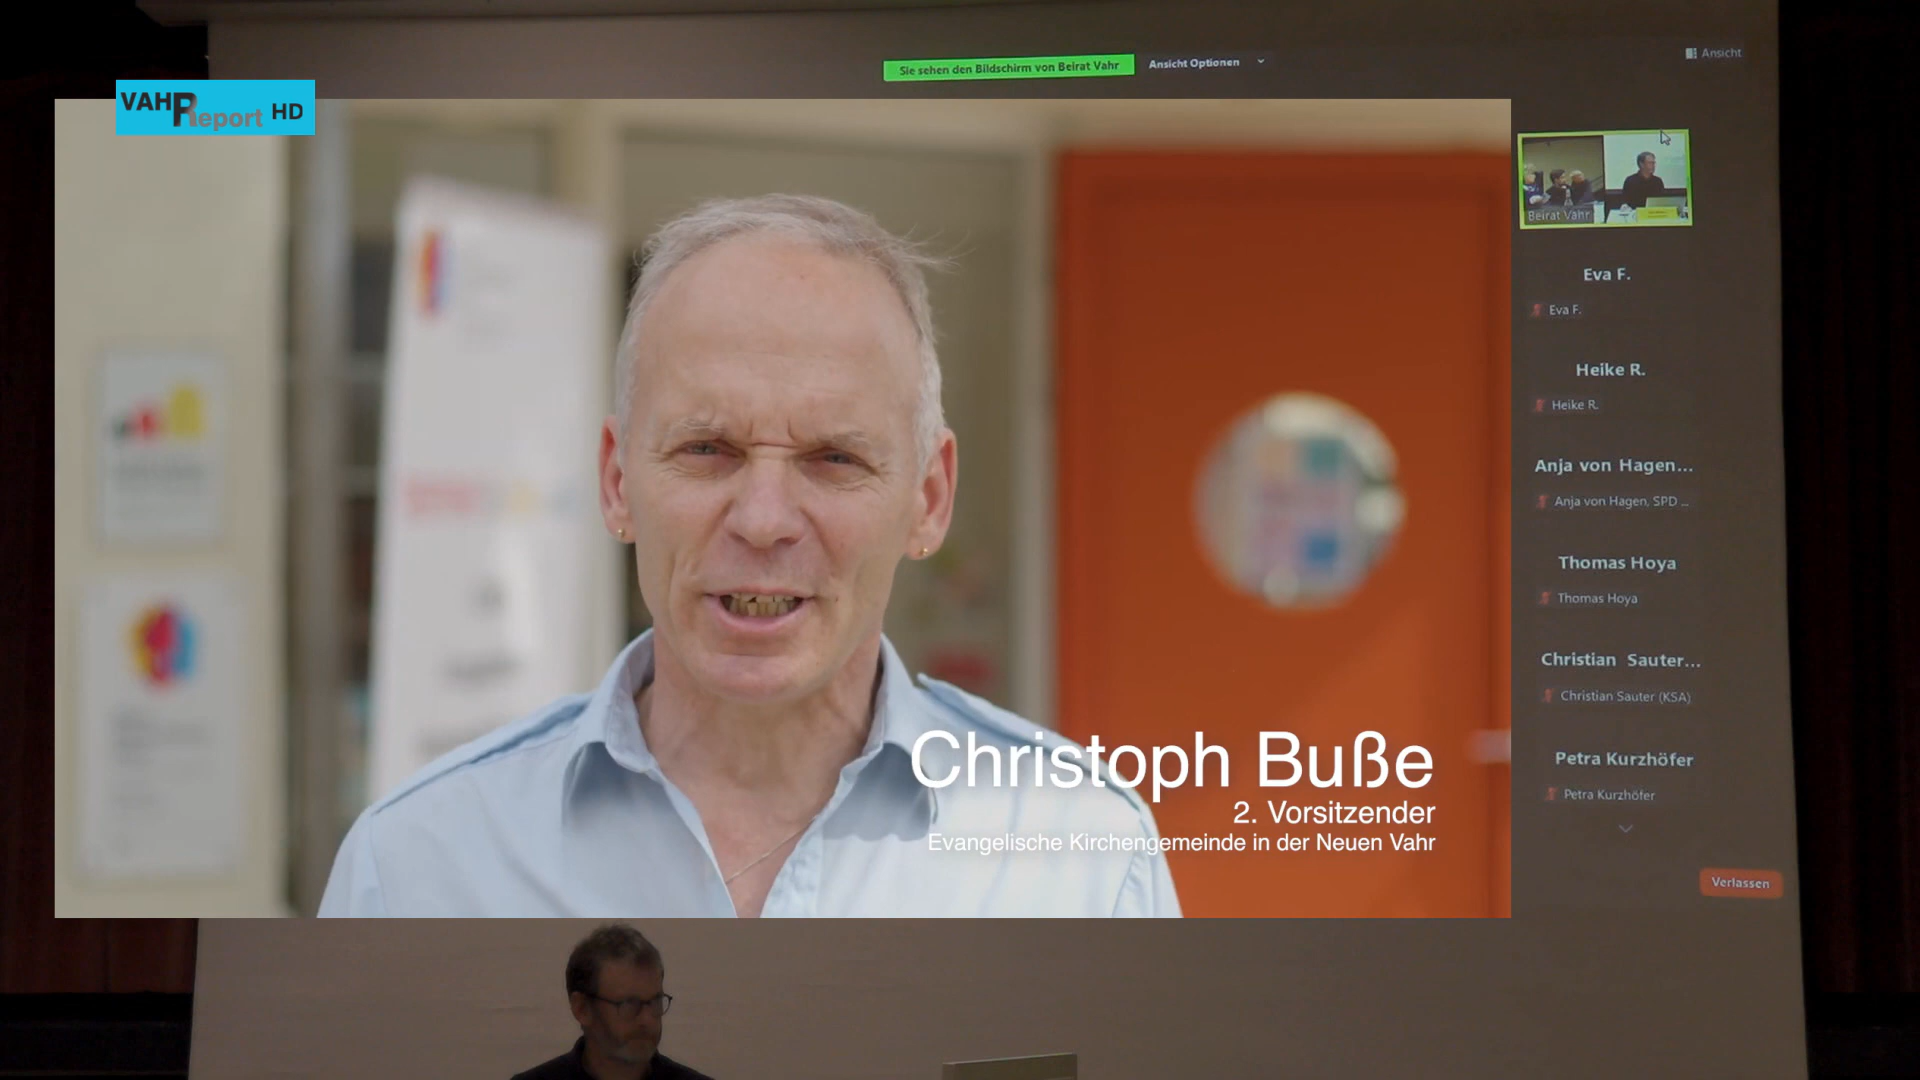 Sie sehen den Bildschirm von Beirat Vahr
Ansicht Optionen
Ansicht
VAHR Report HD
Beirat Vahr
Eva F.
Eva F.
Heike R.
Heike R.
Anja von Hagen...
Anja von Hagen, SPD ...
Thomas Hoya
Thomas Hoya
Christian Sauter...
Christian Sauter (KSA)
Petra Kurzhöfer
Petra Kurzhöfer
Christoph Buße
2. Vorsitzender
Evangelische Kirchengemeinde in der Neuen Vahr
Verlassen